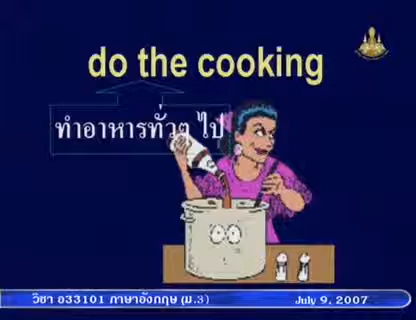 do the cooking
ทำอาหารทั่วๆ ไป
วิชา อ33101 ภาษาอังกฤษ (ม.3)
July 9, 2007